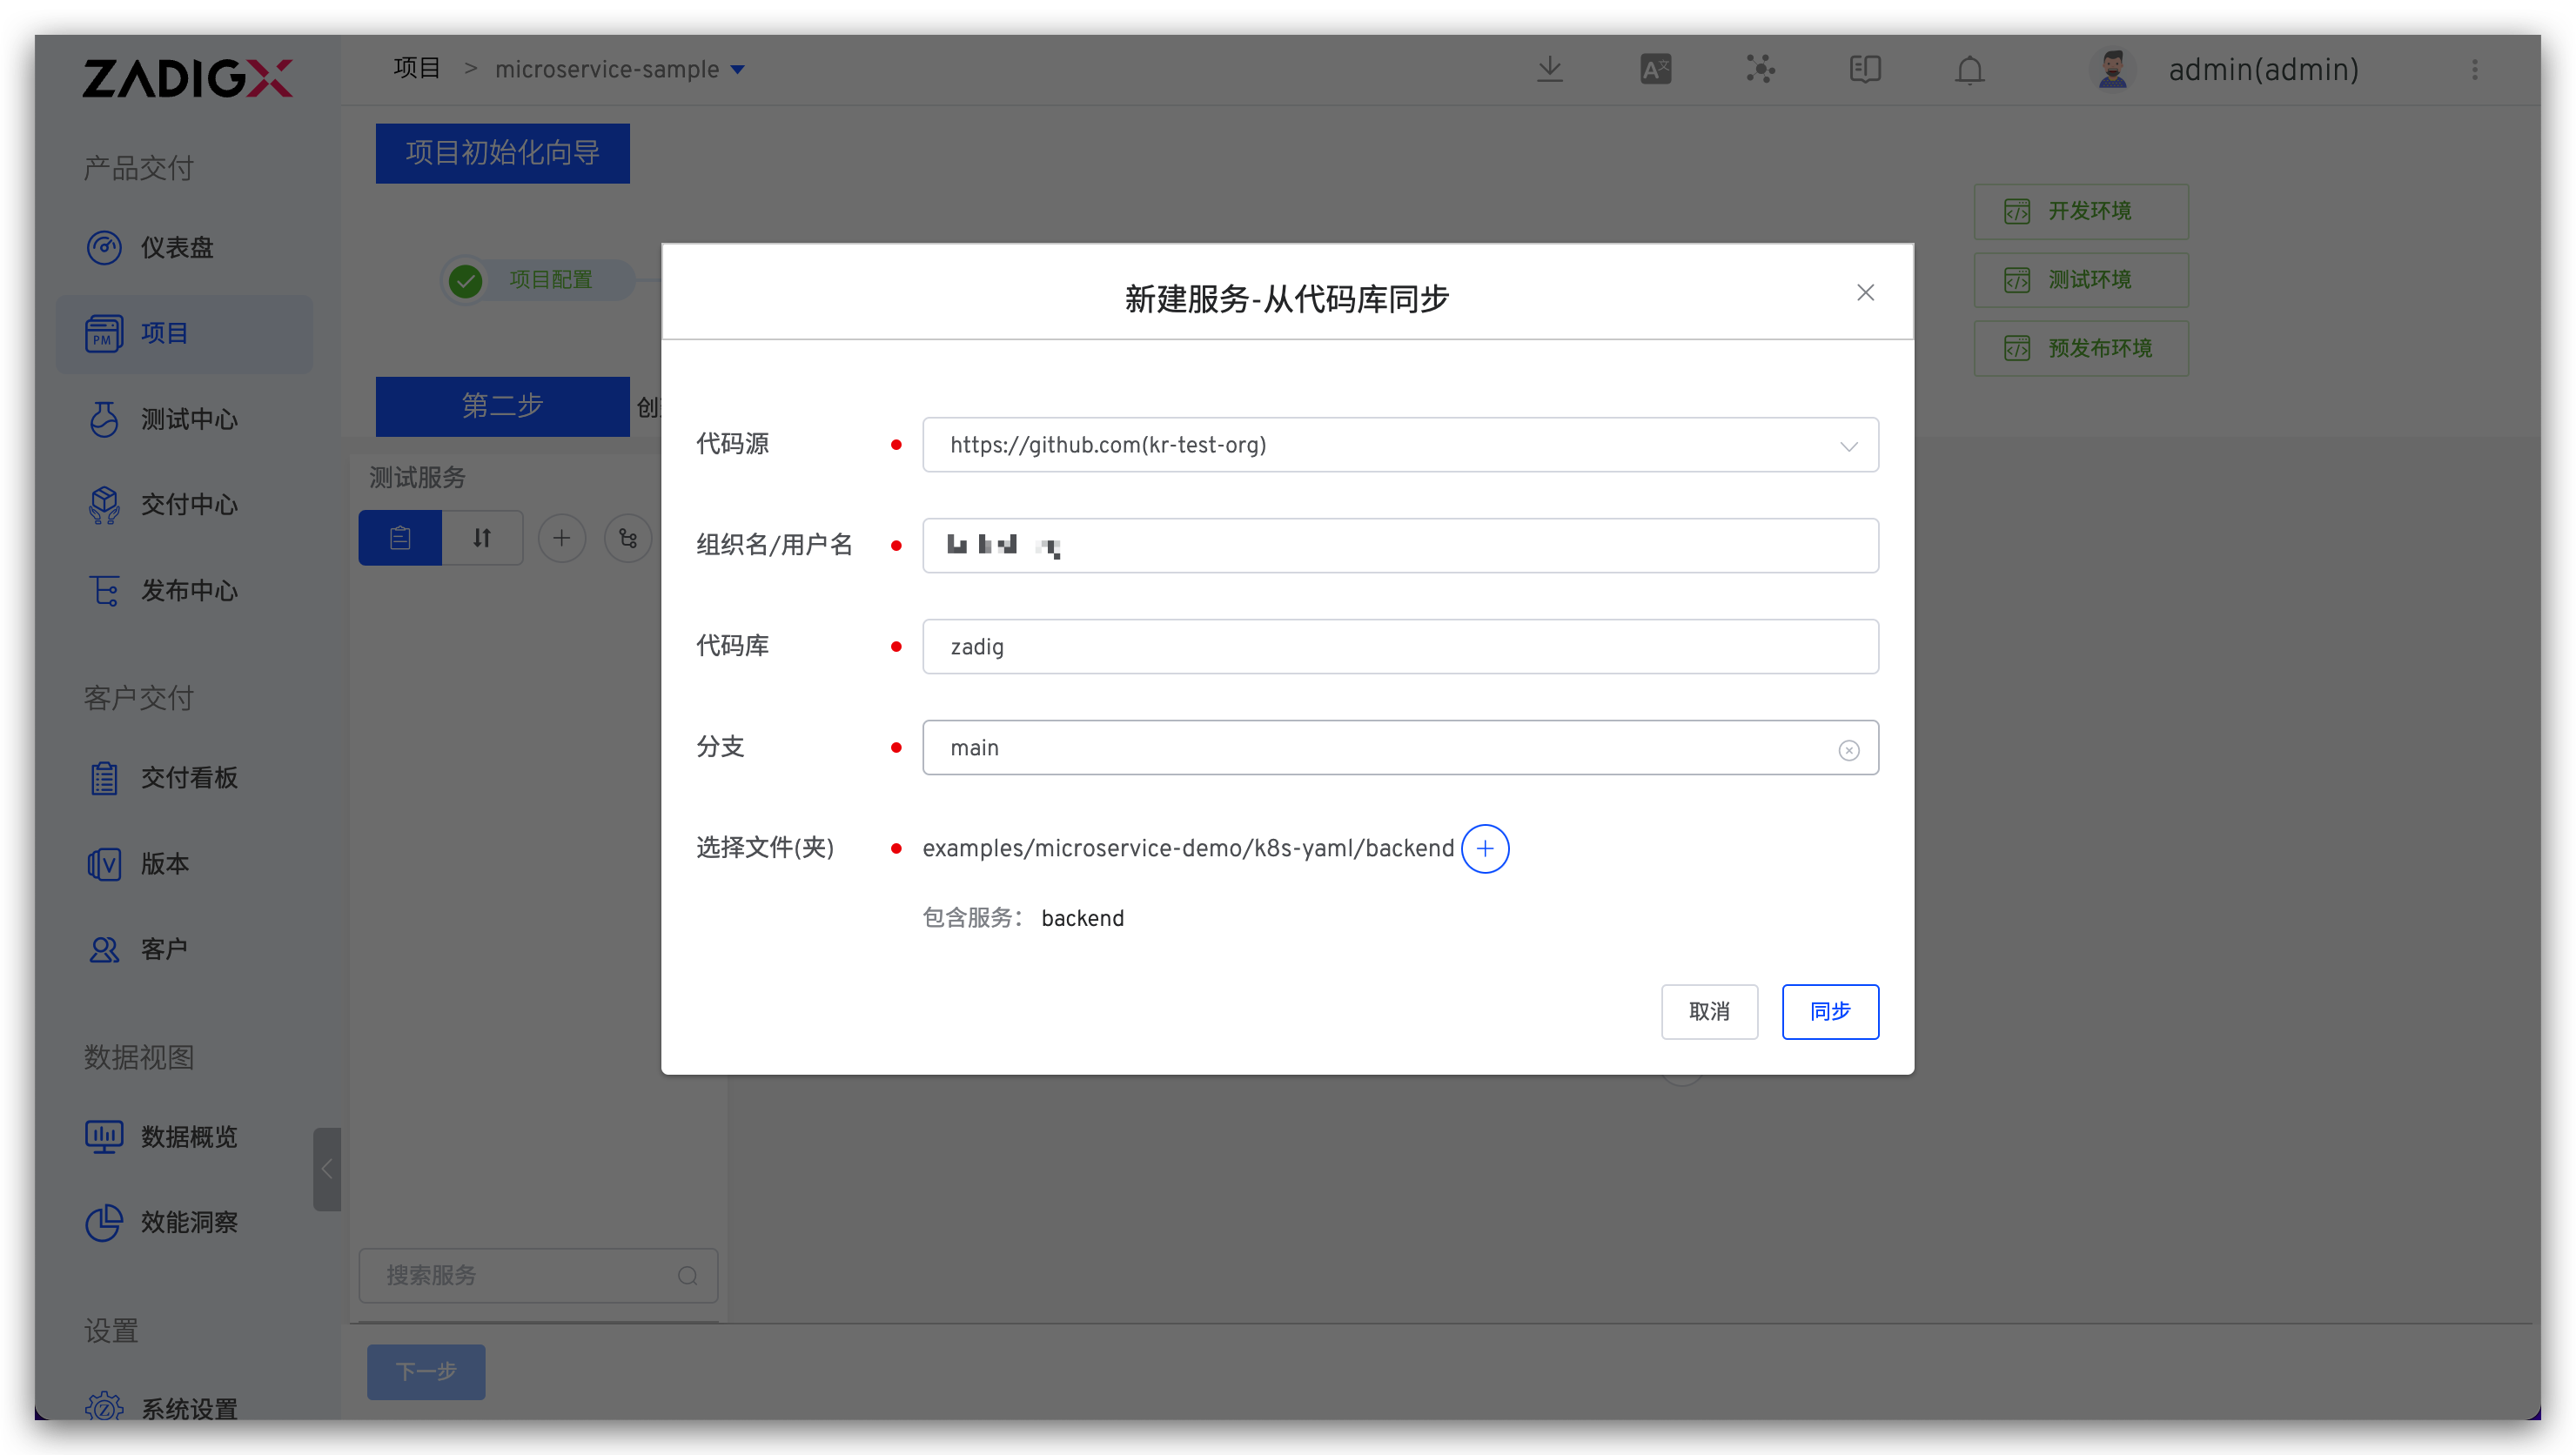 ZADIGX
项目 > microservice-sample
admin(admin)
产品交付
仪表盘
项目
测试中心
交付中心
发布中心
客户交付
交付看板
版本
客户
数据视图
数据概览
效能洞察
设置
系统设置
项目初始化向导
项目配置
开发环境
测试环境
预发布环境
第二步
测试服务
搜索服务
下一步
新建服务-从代码库同步
代码源
https://github.com(kr-test-org)
组织名/用户名
代码库
zadig
分支
main
选择文件(夹)
examples/microservice-demo/k8s-yaml/backend
包含服务： backend
取消
同步